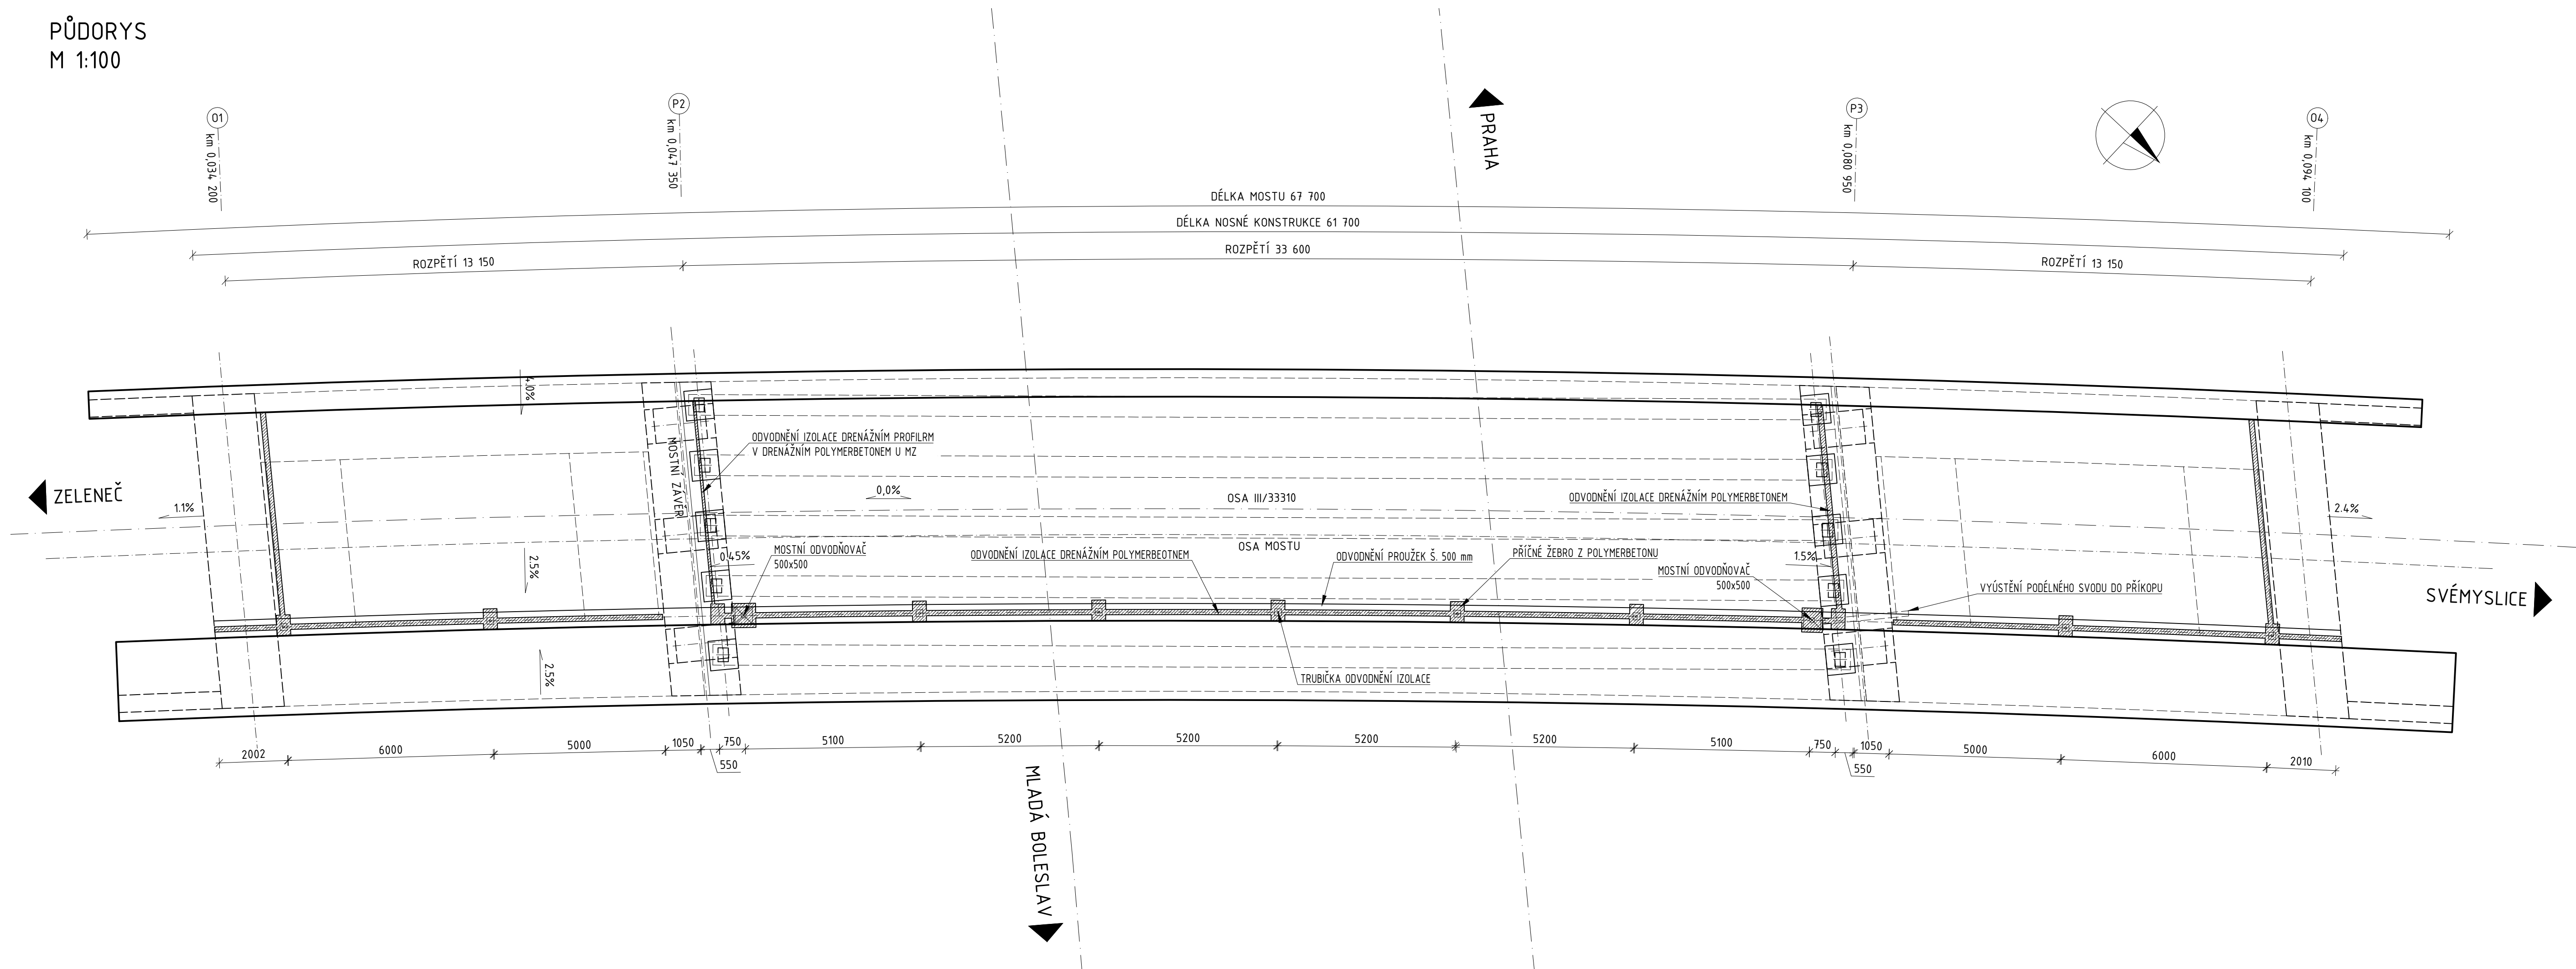 PŮDORYS
M 1:100
O1
km 0,034 200
P2
km 0,047 350
PRAHA
P3
km 0,080 950
O4
km 0,094 100
DÉLKA MOSTU 67 700
DÉLKA NOSNÉ KONSTRUKCE 61 700
ROZPĚTÍ 13 150
ROZPĚTÍ 33 600
ROZPĚTÍ 13 150
4.0%
MOSTNÍ ZÁVĚR
ODVODNĚNÍ IZOLACE DRENÁŽNÍM PROFILRM
V DRENÁŽNÍM POLYMERBETONEM U MZ
ZELENEČ
1.1%
0,0%
OSA III/33310
ODVODNĚNÍ IZOLACE DRENÁŽNÍM POLYMERBETONEM
2.4%
2.5%
0.45%
MOSTNÍ ODVODŇOVAČ
500x500
ODVODNĚNÍ IZOLACE DRENÁŽNÍM POLYMERBEOTNEM
OSA MOSTU
ODVODNĚNÍ PROUŽEK Š. 500 mm
PŘÍČNÉ ŽEBRO Z POLYMERBETONU
1.5%
MOSTNÍ ODVODŇOVAČ
500x500
VYÚSTĚNÍ PODÉLNÉHO SVODU DO PŘÍKOPU
SVÉMYSLICE
2.5%
TRUBIČKA ODVODNĚNÍ IZOLACE
2002
6000
5000
1050
550
750
5100
5200
5200
5200
5200
5100
750
550
1050
5000
6000
2010
MLADÁ BOLESLAV